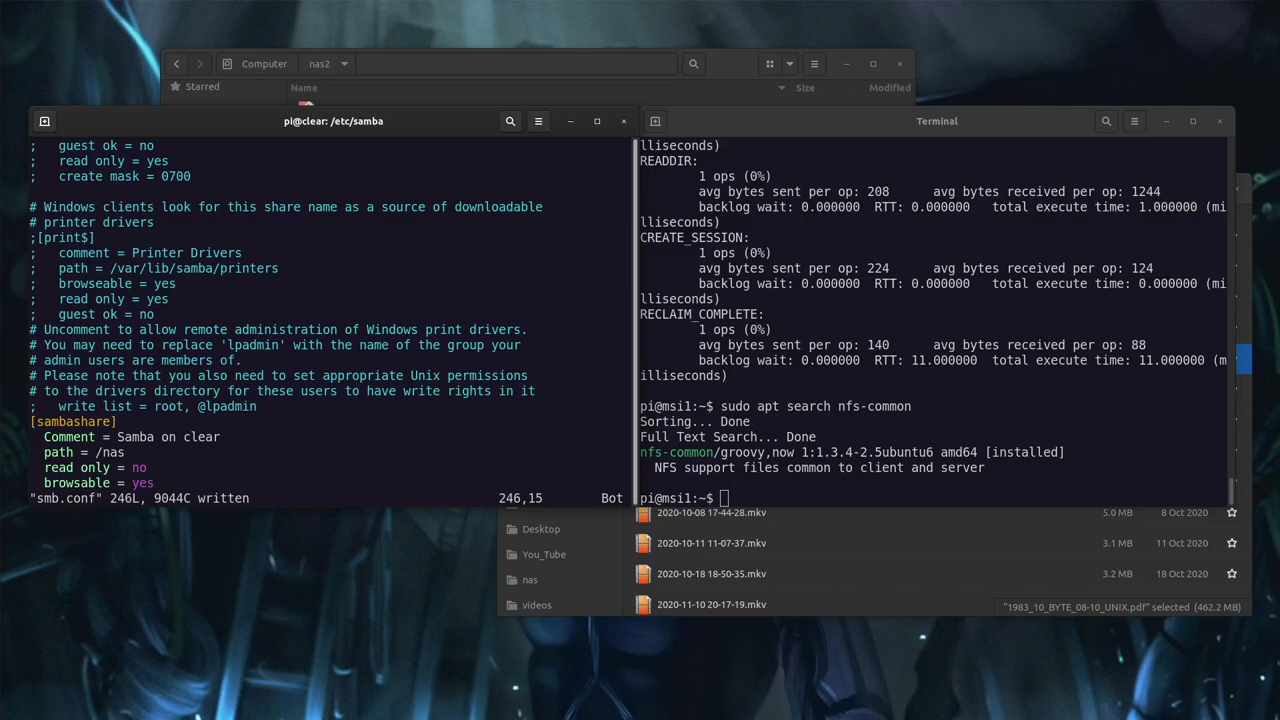 Computer
nas2
Starred
Name
Size
Modified
pi@clear: /etc/samba
;   guest ok = no
;   read only = yes
;   create mask = 0700
# Windows clients look for this share name as a source of downloadable
# printer drivers
;[print$]
;   comment = Printer Drivers
;   path = /var/lib/samba/printers
;   browseable = yes
;   read only = yes
;   guest ok = no
# Uncomment to allow remote administration of Windows print drivers.
# You may need to replace 'lpadmin' with the name of the group your
# admin users are members of.
# Please note that you also need to set appropriate Unix permissions
# to the drivers directory for these users to have write rights in it
;   write list = root, @lpadmin
[sambashare]
Comment = Samba on clear
path = /nas
read only = no
browsable = yes
"smb.conf" 246L, 9044C written 246,15 Bot
Terminal
lliseconds)
READDIR:
1 ops (0%)
avg bytes sent per op: 208 avg bytes received per op: 1244
backlog wait: 0.000000 RTT: 0.000000 total execute time: 1.000000 (mi
lliseconds)
CREATE_SESSION:
1 ops (0%)
avg bytes sent per op: 224 avg bytes received per op: 124
backlog wait: 0.000000 RTT: 0.000000 total execute time: 0.000000 (mi
lliseconds)
RECLAIM_COMPLETE:
1 ops (0%)
avg bytes sent per op: 140 avg bytes received per op: 88
backlog wait: 0.000000 RTT: 11.000000 total execute time: 11.000000 (m
illiseconds)
pi@msi1:~$ sudo apt search nfs-common
Sorting... Done
Full Text Search... Done
nfs-common/groovy,now 1:1.3.4-2.5ubuntu6 amd64 [installed]
NFS support files common to client and server
pi@msi1:~$
Desktop
You_Tube
nas
videos
2020-10-08 17-44-28.mkv 5.0 MB 8 Oct 2020
2020-10-11 11-07-37.mkv 3.1 MB 11 Oct 2020
2020-10-18 18-50-35.mkv 3.2 MB 18 Oct 2020
2020-11-10 20-17-19.mkv
"1983_10_BYTE_08-10_UNIX.pdf" selected (462.2 MB)